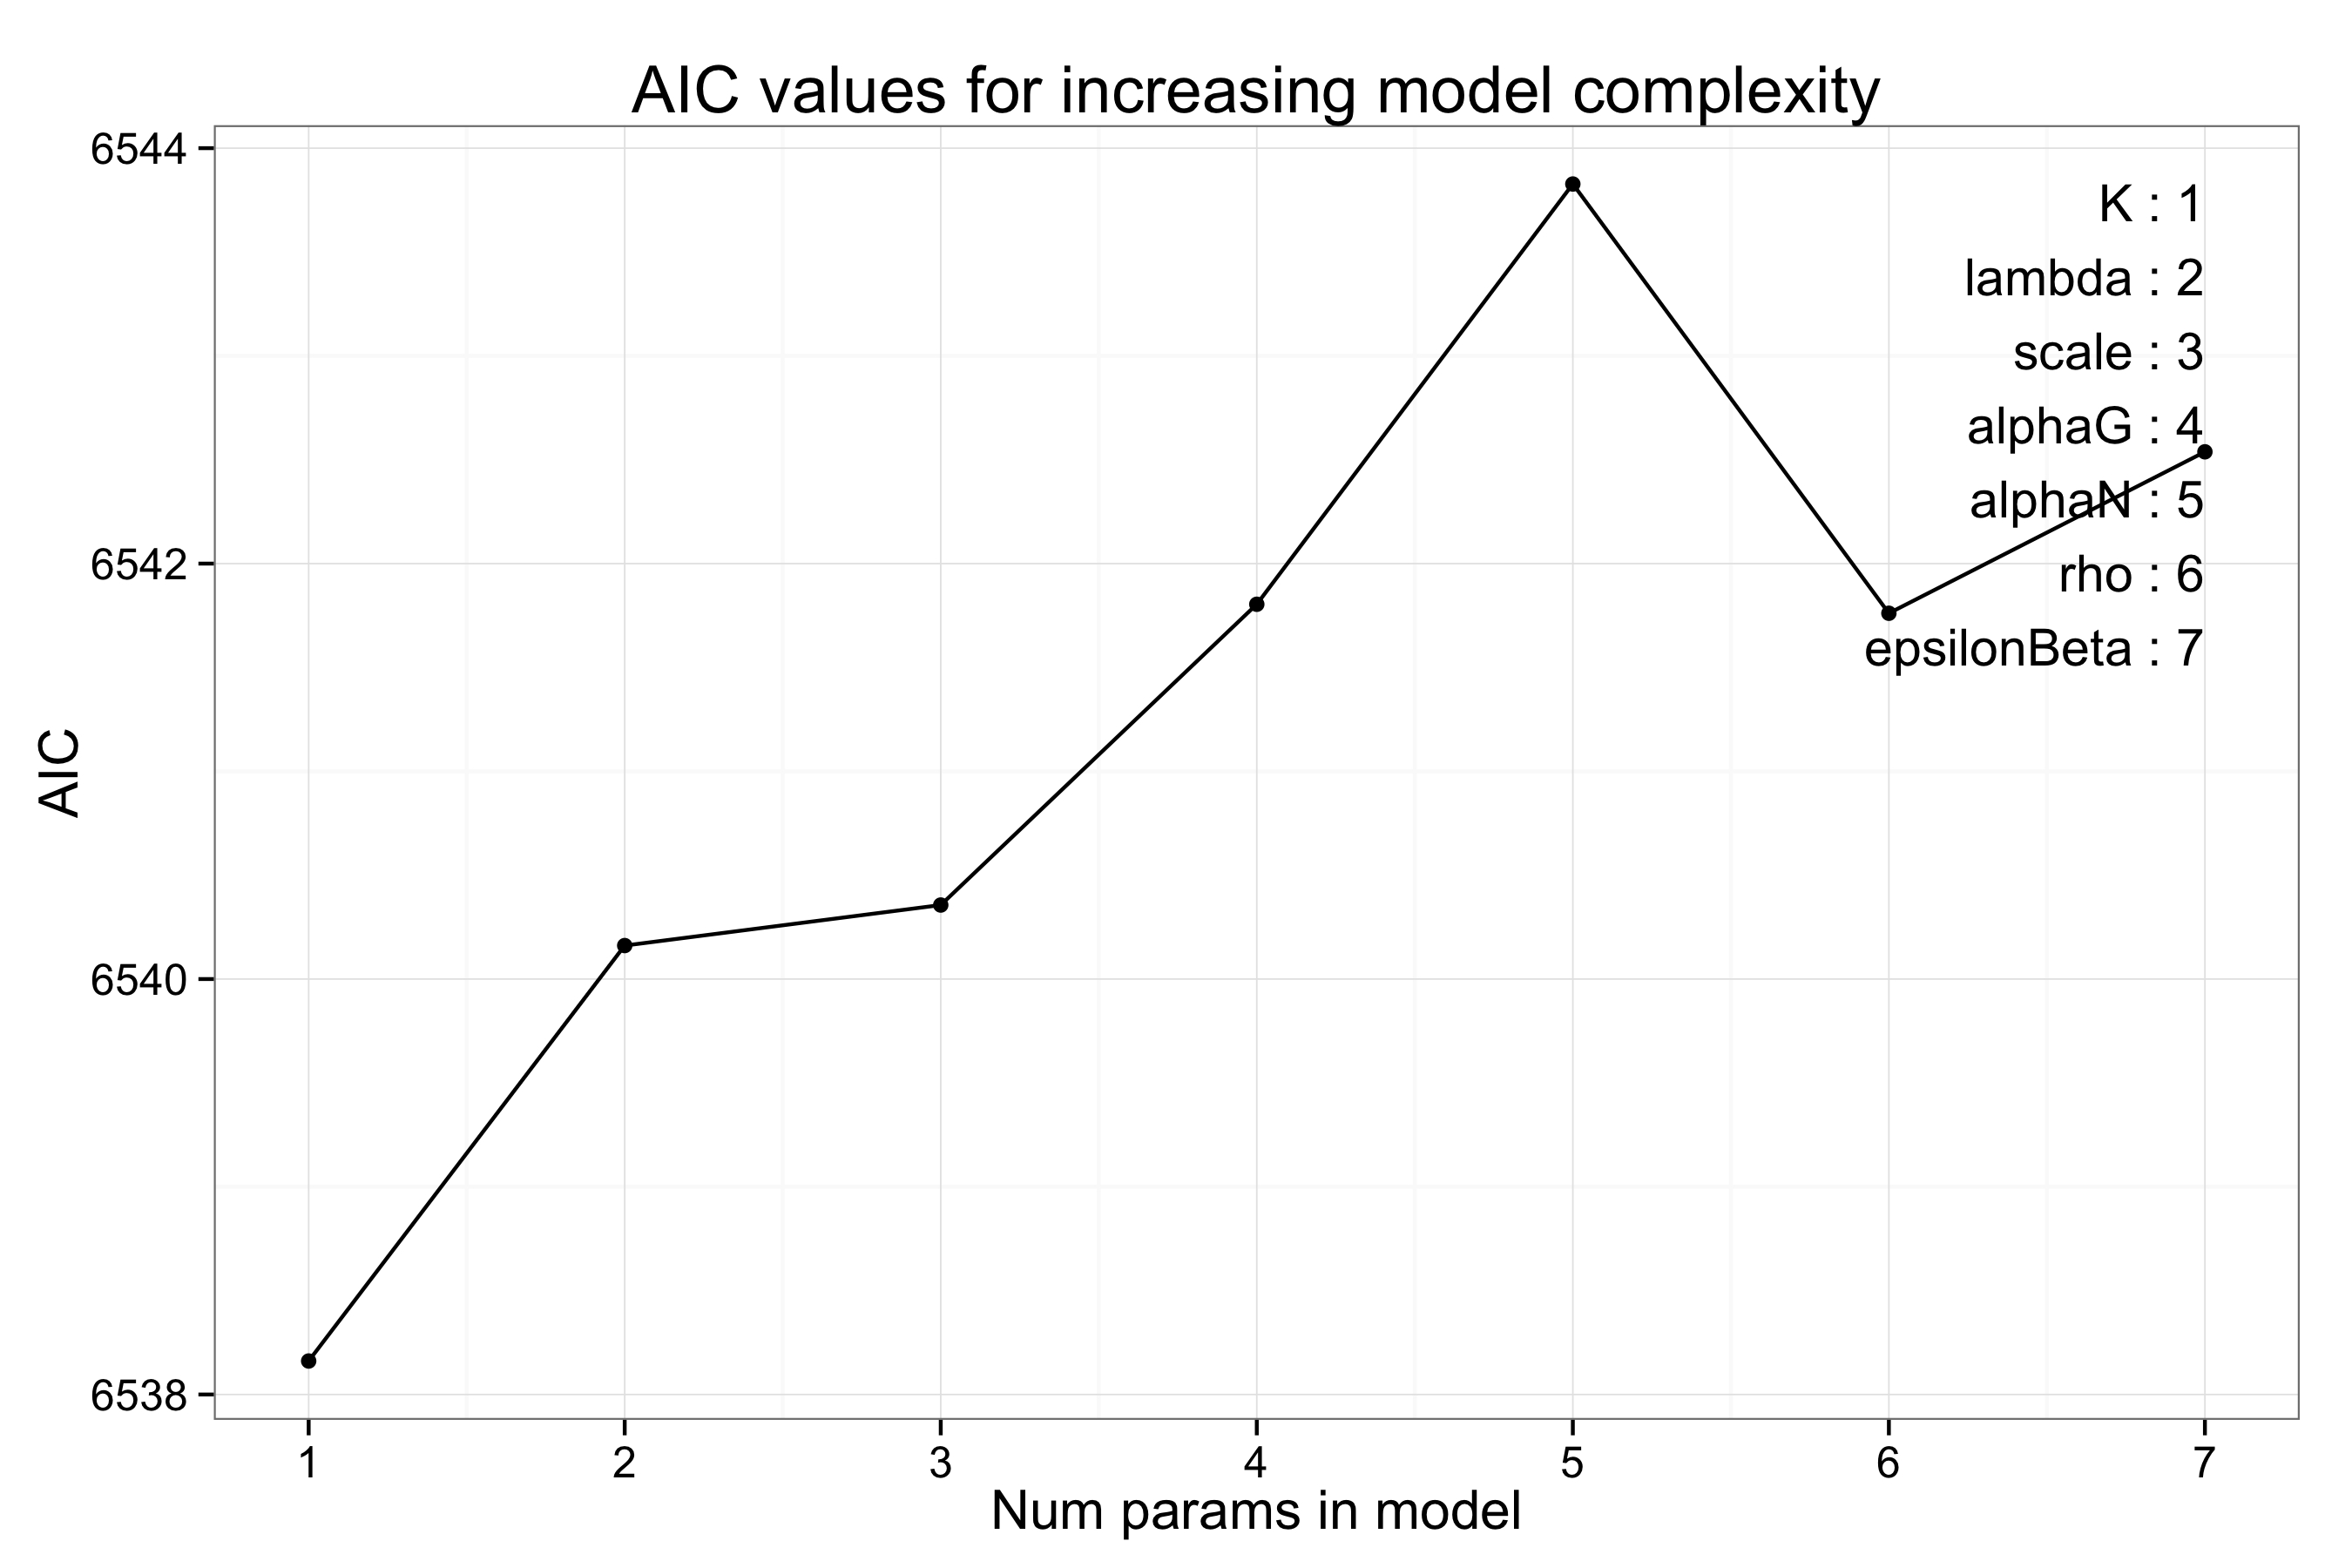 AIC values for increasing model complexity
6544
6542
6540
6538
AIC
K : 1
lambda : 2
scale : 3
alphaG : 4
alphaN : 5
rho : 6
epsilonBeta : 7
1 2 3 4 5 6 7
Num params in model